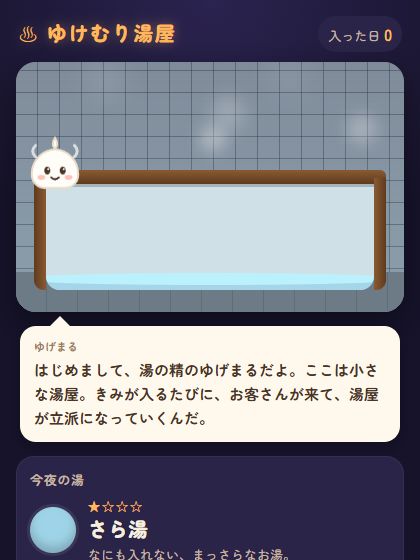 ♨ ゆけむり湯屋
入った日 0
ゆげまる
はじめまして、湯の精のゆげまるだよ。ここは小さ
な湯屋。きみが入るたびに、お客さんが来て、湯屋
が立派になっていくんだ。
今夜の湯
★☆☆☆
さら湯
なにも入れない、まっさらなお湯。